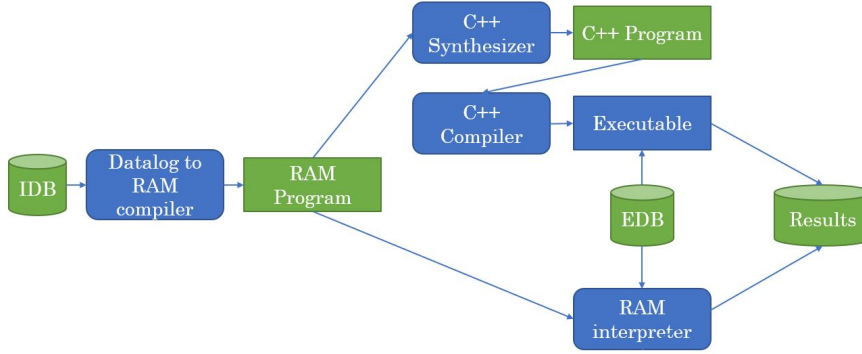 C++
Synthesizer
C++ Program
C++
Compiler
Executable
IDB
Datalog to
RAM
compiler
RAM
Program
EDB
Results
RAM
interpreter